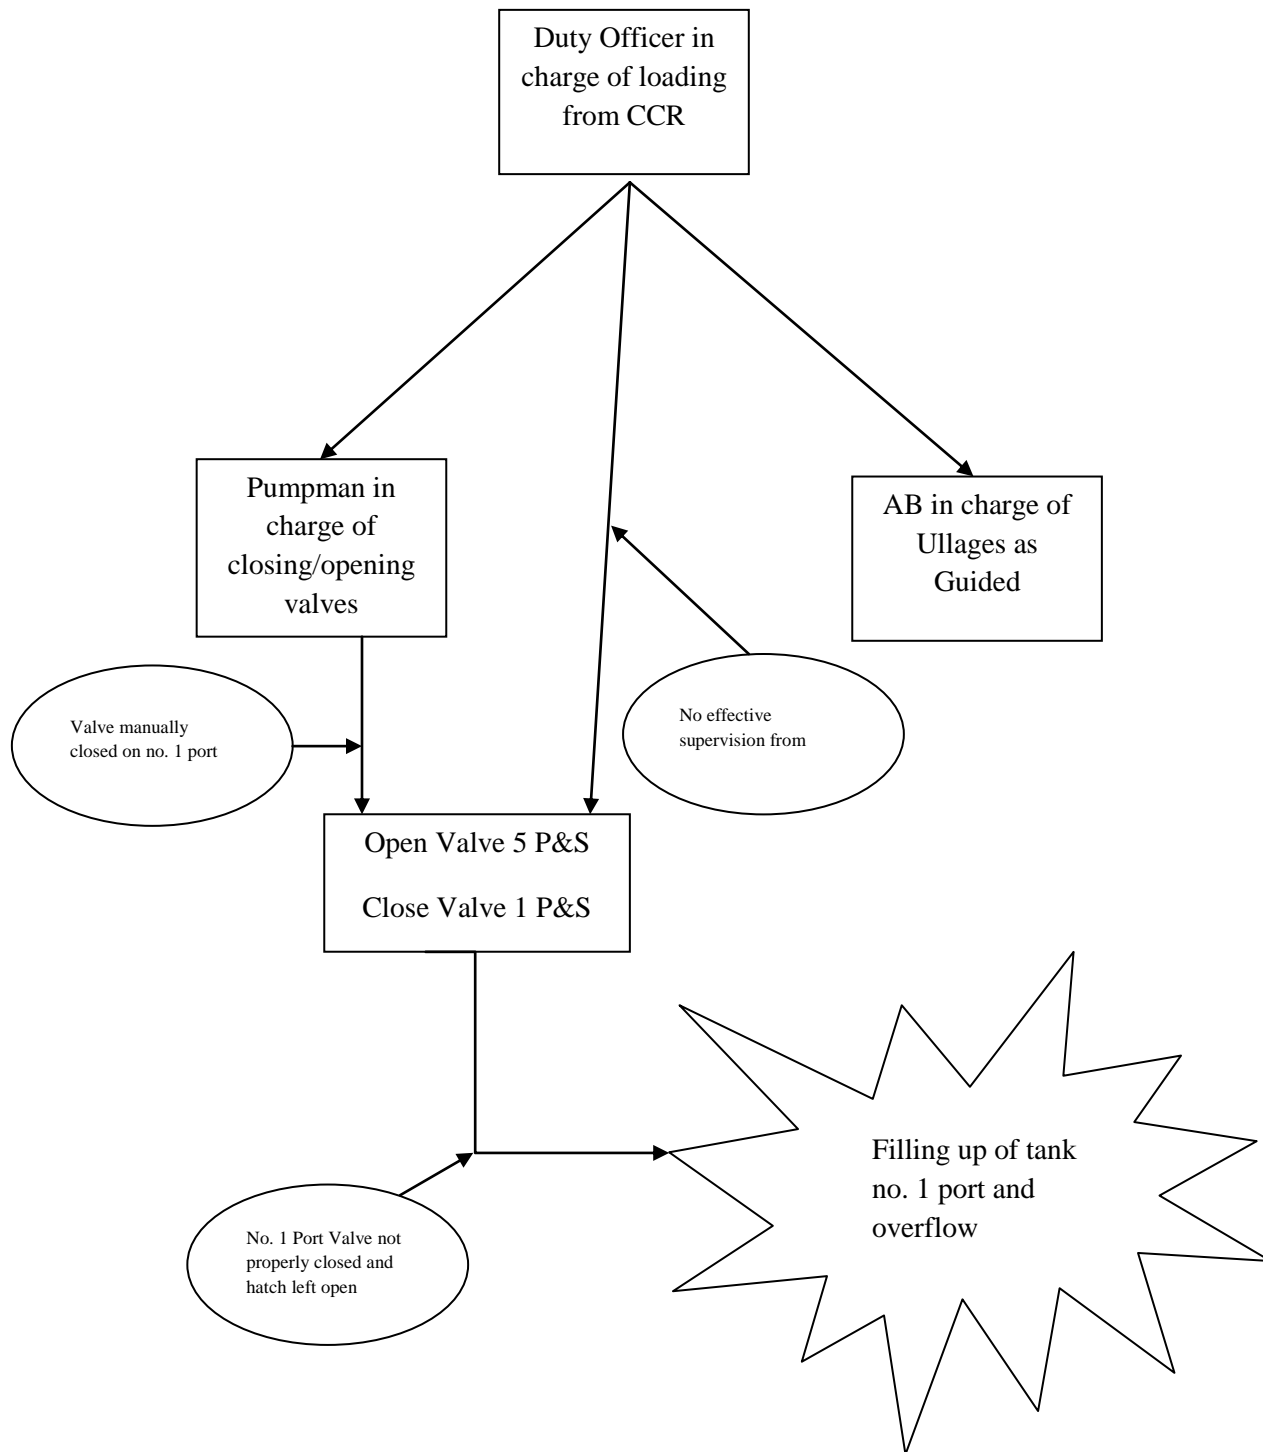 Duty Officer in
charge of loading
from CCR
Pumpman in
charge of
closing/opening
valves
AB in charge of
Ullages as
Guided
Valve manually
closed on no. 1 port
No effective
supervision from
Open Valve 5 P&S
Close Valve 1 P&S
Filling up of tank
no. 1 port and
overflow
No. 1 Port Valve not
properly closed and
hatch left open